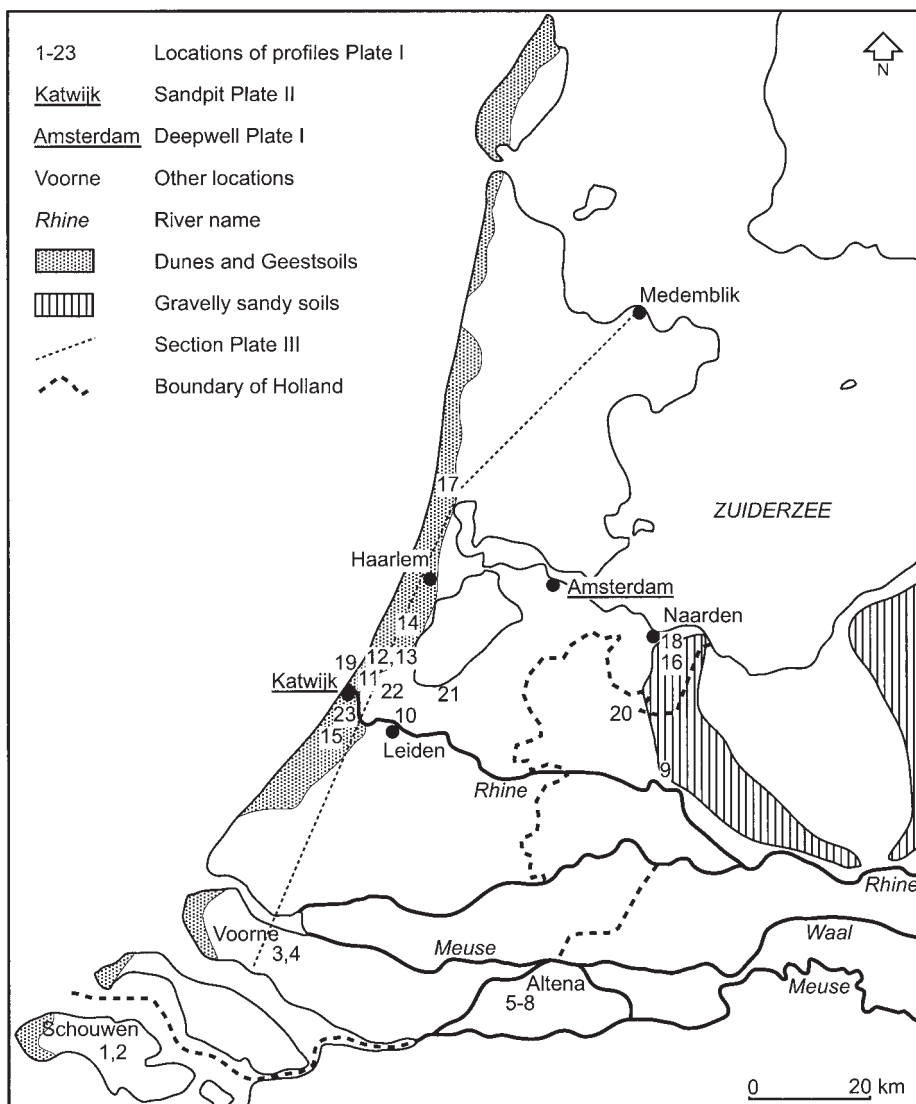 1-23 Locations of profiles Plate I
Katwijk Sandpit Plate II
Amsterdam Deepwell Plate I
Voorne Other locations
Rhine River name
Dunes and Geestsoils
Gravelly sandy soils
Section Plate III
Boundary of Holland
N
Medemblik
17
ZUIDERZEE
Haarlem
Amsterdam
Naarden
14
18
12,13
16
19
11
Katwijk
22
21
23
10
20
15
Leiden
9
Rhine
Rhine
Voorne
3,4
Meuse
Waal
Altena
5-8
Meuse
Schouwen
1,2
0 20 km